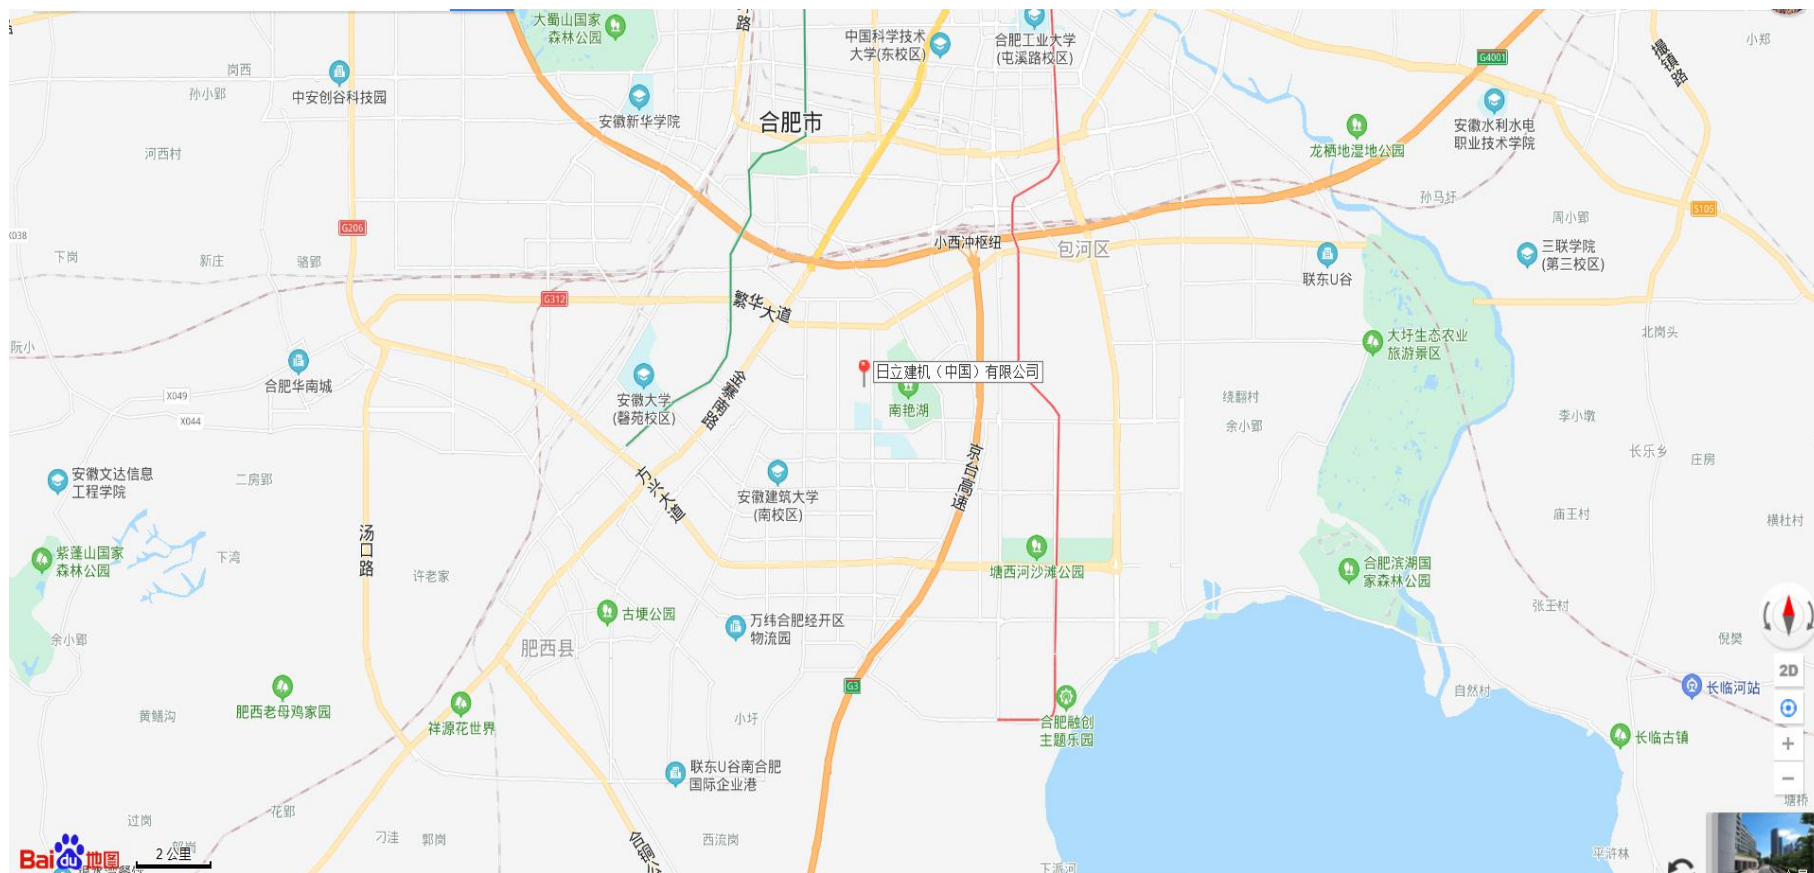 大蜀山国家
森林公园
中国科学技术
大学(东校区)
合肥工业大学
(屯溪路校区)
小郑
撮镇路
G4001
岗西
孙小郢
中安创谷科技园
安徽新华学院
合肥市
龙栖地湿地公园
安徽水利水电
职业技术学院
河西村
孙马圩
周小郢
S105
X038
G206
下岗
新庄
骆郢
小西冲枢纽
包河区
联东U谷
三联学院
(第三校区)
G312
繁华大道
阮小
合肥华南城
X049
X044
安徽大学
(磬苑校区)
金寨南路
日立建机（中国）有限公司
南艳湖
大圩生态农业
旅游景区
北岗头
绕翻村
余小郢
李小墩
长乐乡
庄房
安徽文达信息
工程学院
二房郢
方兴大道
安徽建筑大学
(南校区)
京台高速
庙王村
横杜村
汤口路
紫蓬山国家
森林公园
下湾
许老家
塘西河沙滩公园
合肥滨湖国
家森林公园
张王村
倪樊
余小郢
古埂公园
万纬合肥经开区
物流园
肥西县
2D
G3
自然村
长临河站
肥西老母鸡家园
黄鳝沟
祥源花世界
小圩
合肥融创
主题乐园
长临古镇
联东U谷南合肥
国际企业港
塘桥
花郢
过岗
刁洼
郭岗
西流岗
合铜公
Bai du 地图
2 公里
下派河
平浒林